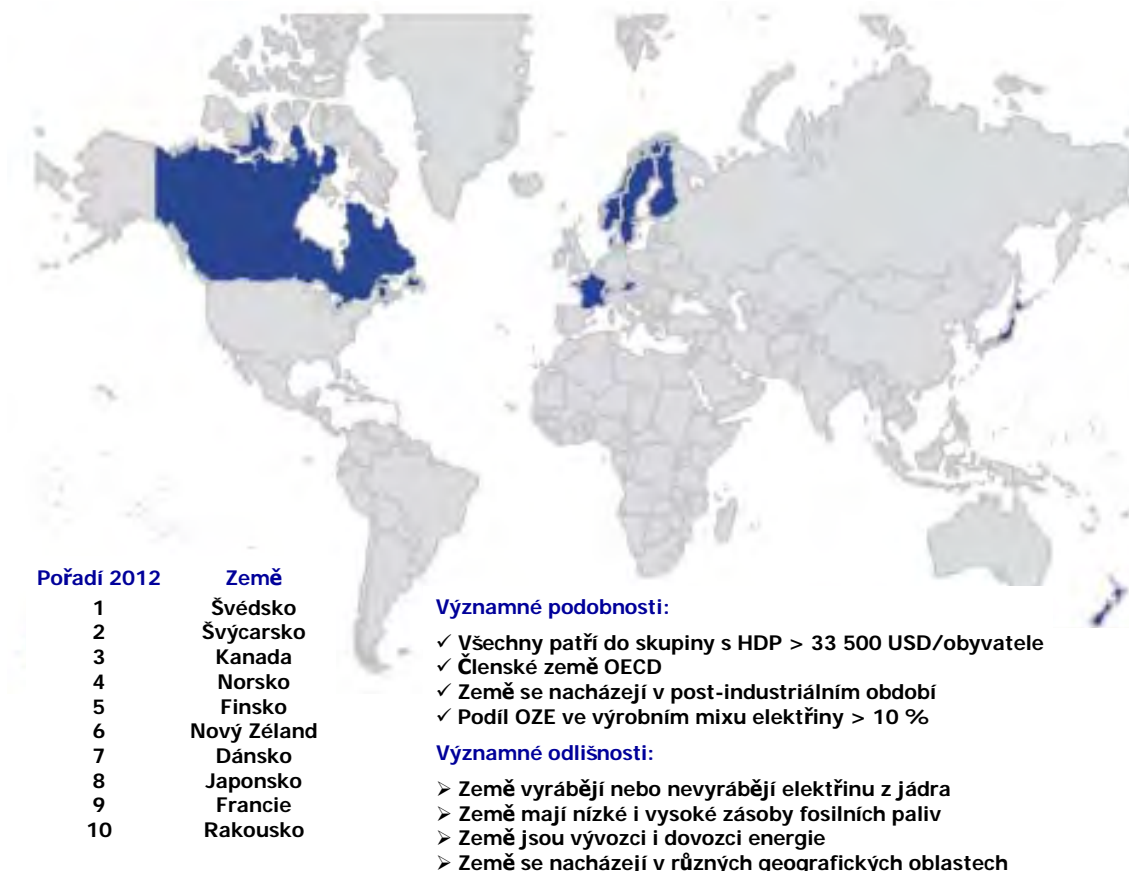 Pořadí 2012 Země
1 Švédsko
2 Švýcarsko
3 Kanada
4 Norsko
5 Finsko
6 Nový Zéland
7 Dánsko
8 Japonsko
9 Francie
10 Rakousko
Významné podobnosti:
✓ Všechny patří do skupiny s HDP > 33 500 USD/obyvatele
✓ Členské země OECD
✓ Země se nacházejí v post-industriálním období
✓ Podíl OZE ve výrobním mixu elektřiny > 10 %
Významné odlišnosti:
➢ Země vyrábějí nebo nevyrábějí elektřinu z jádra
➢ Země mají nízké i vysoké zásoby fosilních paliv
➢ Země jsou vývozci i dovozci energie
➢ Země se nacházejí v různých geografických oblastech